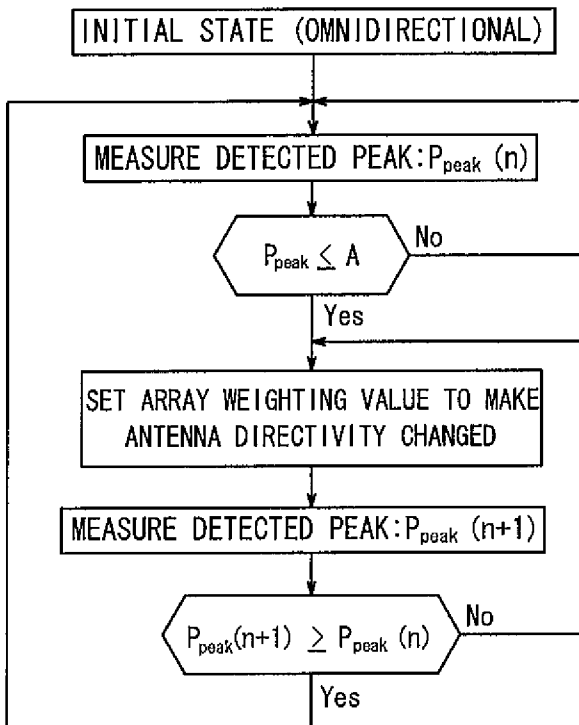 INITIAL STATE (OMNIDIRECTIONAL)
MEASURE DETECTED PEAK:Ppeak (n)
No
Ppeak ≤ A
Yes
SET ARRAY WEIGHTING VALUE TO MAKE
ANTENNA DIRECTIVITY CHANGED
MEASURE DETECTED PEAK:Ppeak (n+1)
No
Ppeak(n+1) ≥ Ppeak (n)
Yes